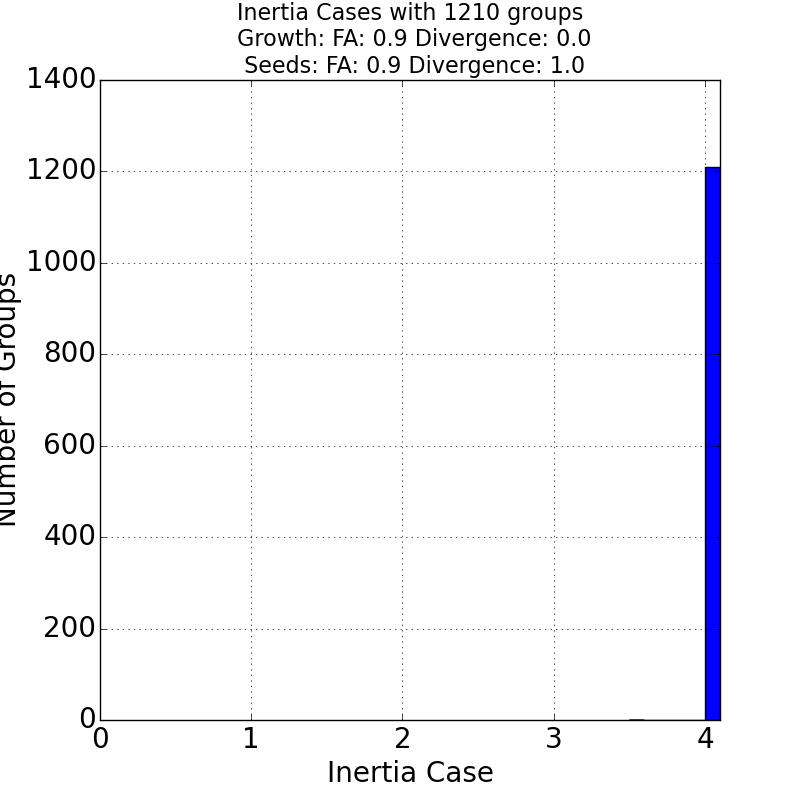 Inertia Cases with 1210 groups
Growth: FA: 0.9 Divergence: 0.0
Seeds: FA: 0.9 Divergence: 1.0
1400
1200
1000
800
600
400
200
0
Number of Groups
0 1 2 3 4
Inertia Case